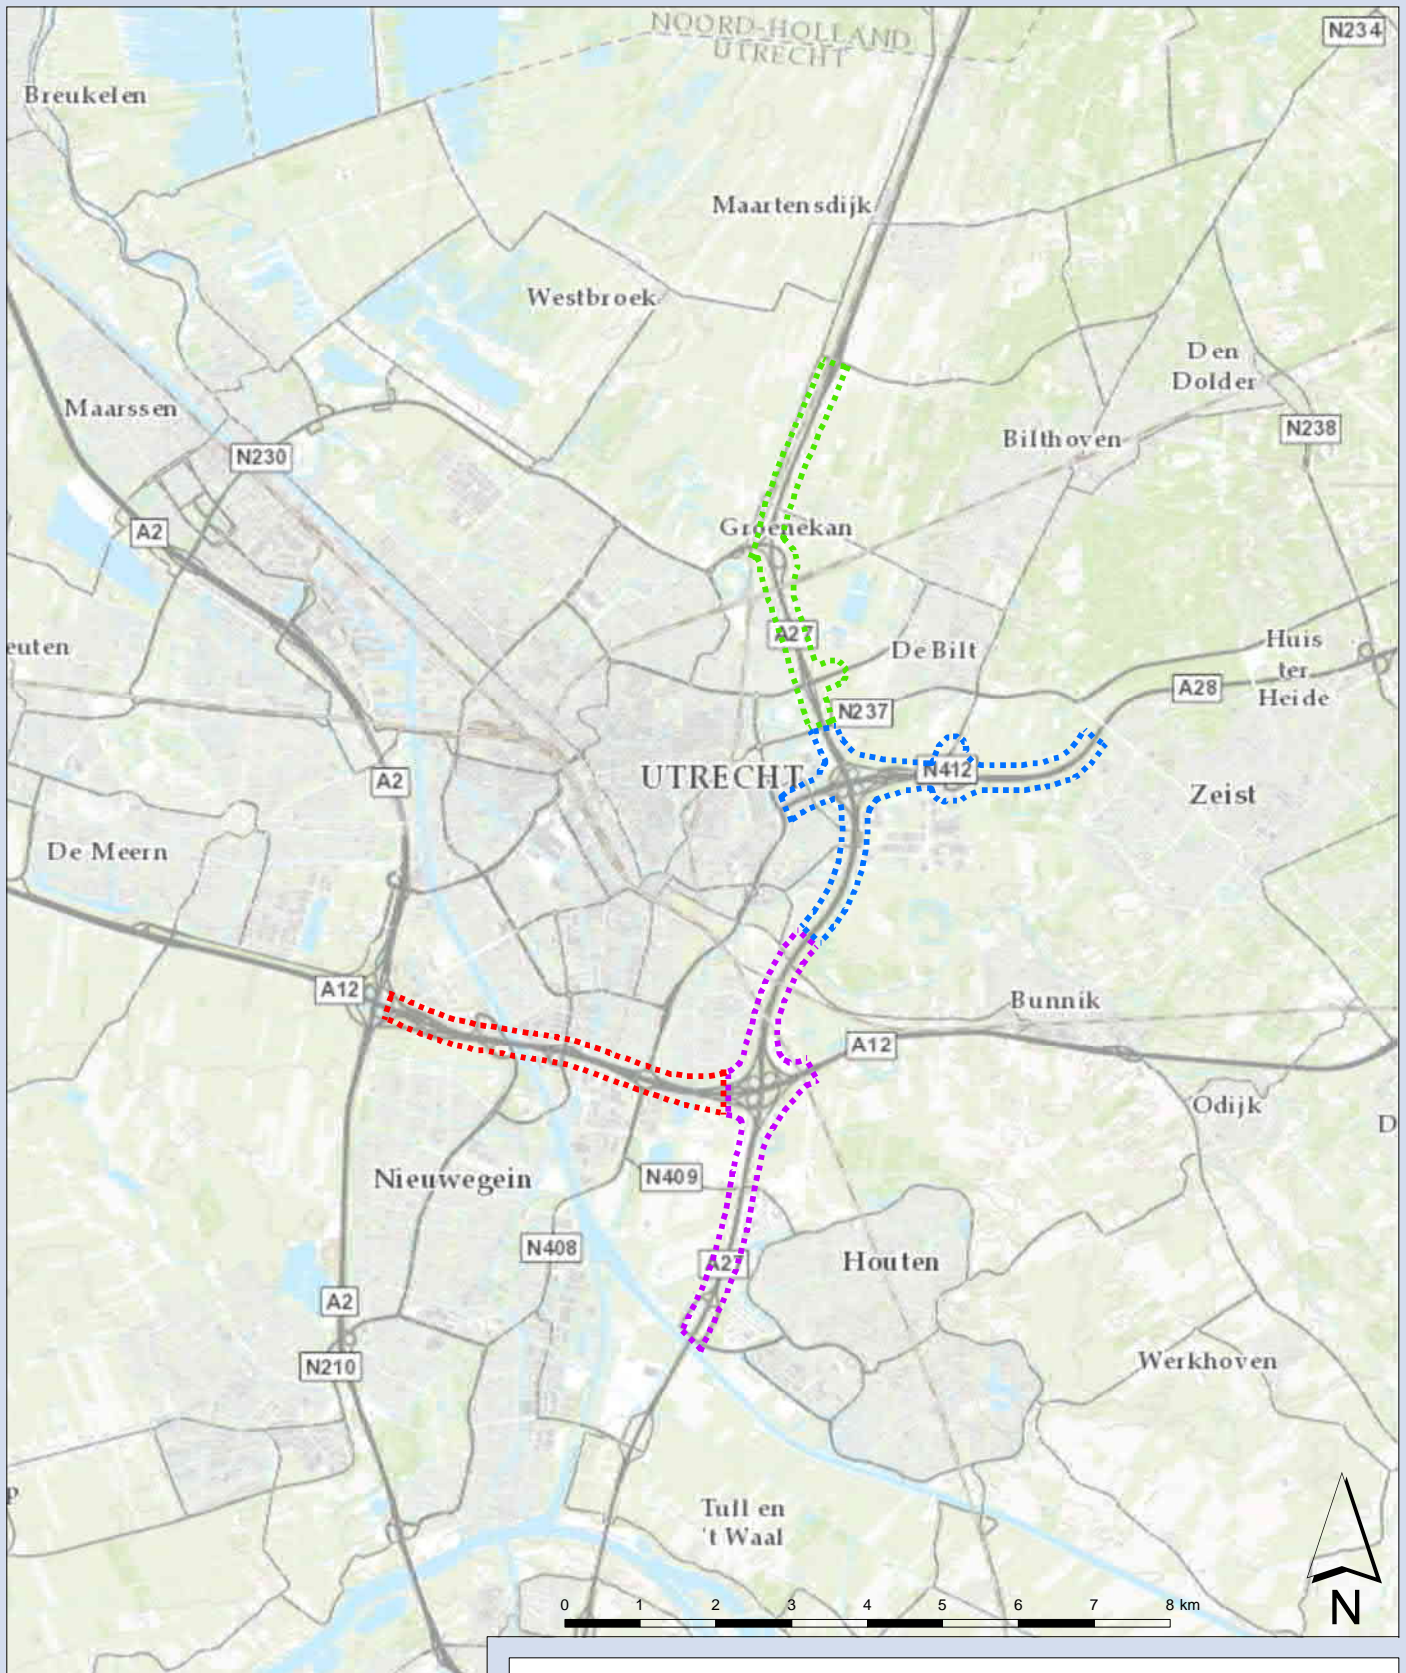 NOORD-HOLLAND
UTRECHT
N234
Breukelen
Maartensdijk
Westbroek
Den
Dolder
Maarssen
N238
Bilthoven
N230
A2
Groenekan
A27
De Bilt
Huis
ter
Heide
euten
A28
N237
UTRECHT
N412
A2
Zeist
De Meern
A12
Bunnik
A12
Odijk
D
Nieuwegein
N409
N408
A27
Houten
A2
N210
Werkhoven
p
Tull en
't Waal
0 1 2 3 4 5 6 7 8 km
N